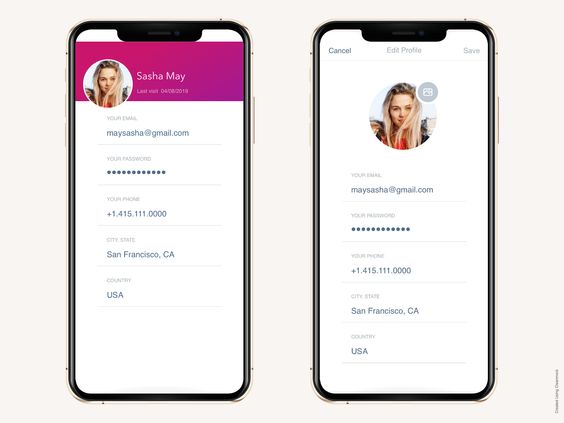 Sasha May
Last visit 04/08/2019
YOUR EMAIL
maysasha@gmail.com
YOUR PASSWORD
••••••••••••
YOUR PHONE
+1.415.111.0000
CITY, STATE
San Francisco, CA
COUNTRY
USA
Cancel
Edit Profile
Save
YOUR EMAIL
maysasha@gmail.com
YOUR PASSWORD
••••••••••••
YOUR PHONE
+1.415.111.0000
CITY, STATE
San Francisco, CA
COUNTRY
USA
Created Using Cleanmock